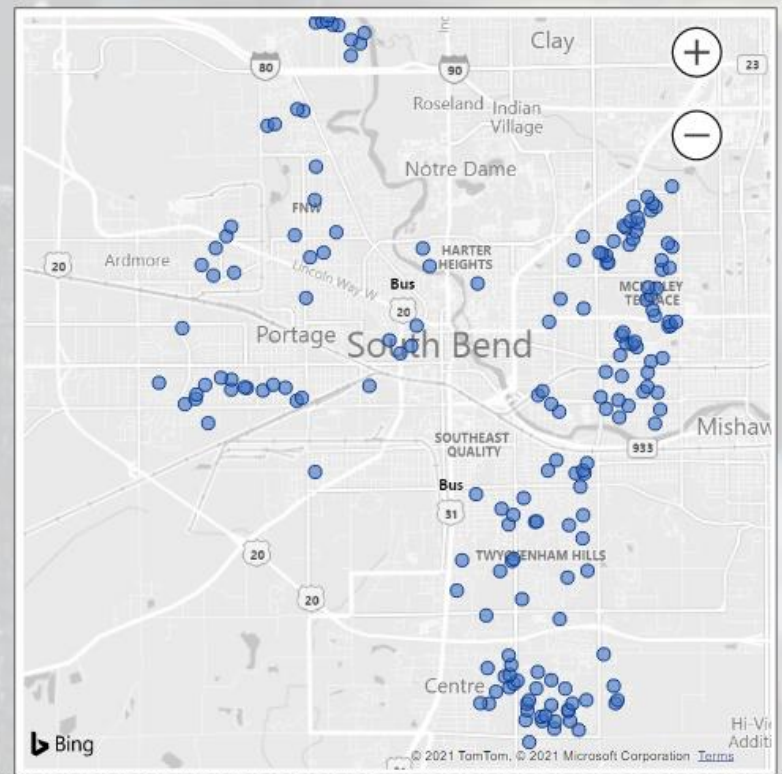 Clay
23
80
90
Roseland
Indian
Village
Notre Dame
FNW
HARTER
HEIGHTS
20
Ardmore
Lincoln Way W
Bus
20
TERRACE
Portage
South Bend
SOUTHEAST
QUALITY
933
Mishaw
Bus
31
20
TWYCKENHAM HILLS
20
Centre
Bing
Hi-Vi
Additi
© 2021 TomTom, © 2021 Microsoft Corporation Terms